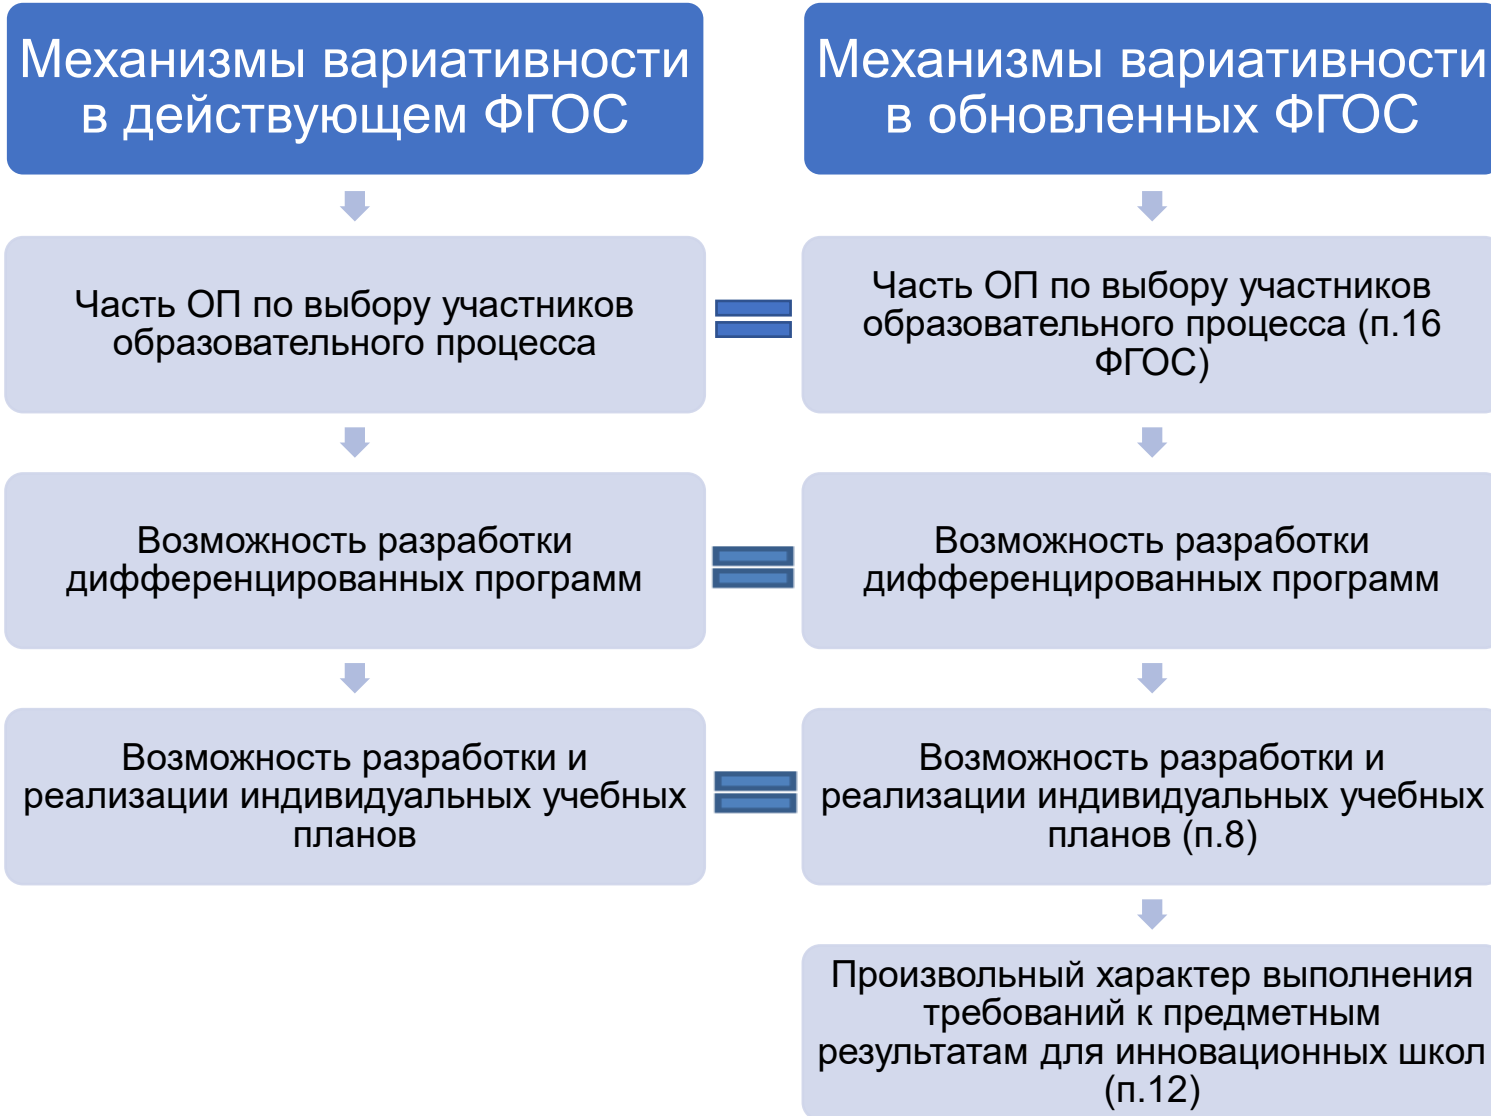 Механизмы вариативности
в действующем ФГОС
Часть ОП по выбору участников
образовательного процесса
Возможность разработки
дифференцированных программ
Возможность разработки и
реализации индивидуальных учебных
планов
Механизмы вариативности
в обновленных ФГОС
Часть ОП по выбору участников
образовательного процесса (п.16
ФГОС)
Возможность разработки
дифференцированных программ
Возможность разработки и
реализации индивидуальных учебных
планов (п.8)
Произвольный характер выполнения
требований к предметным
результатам для инновационных школ
(п.12)